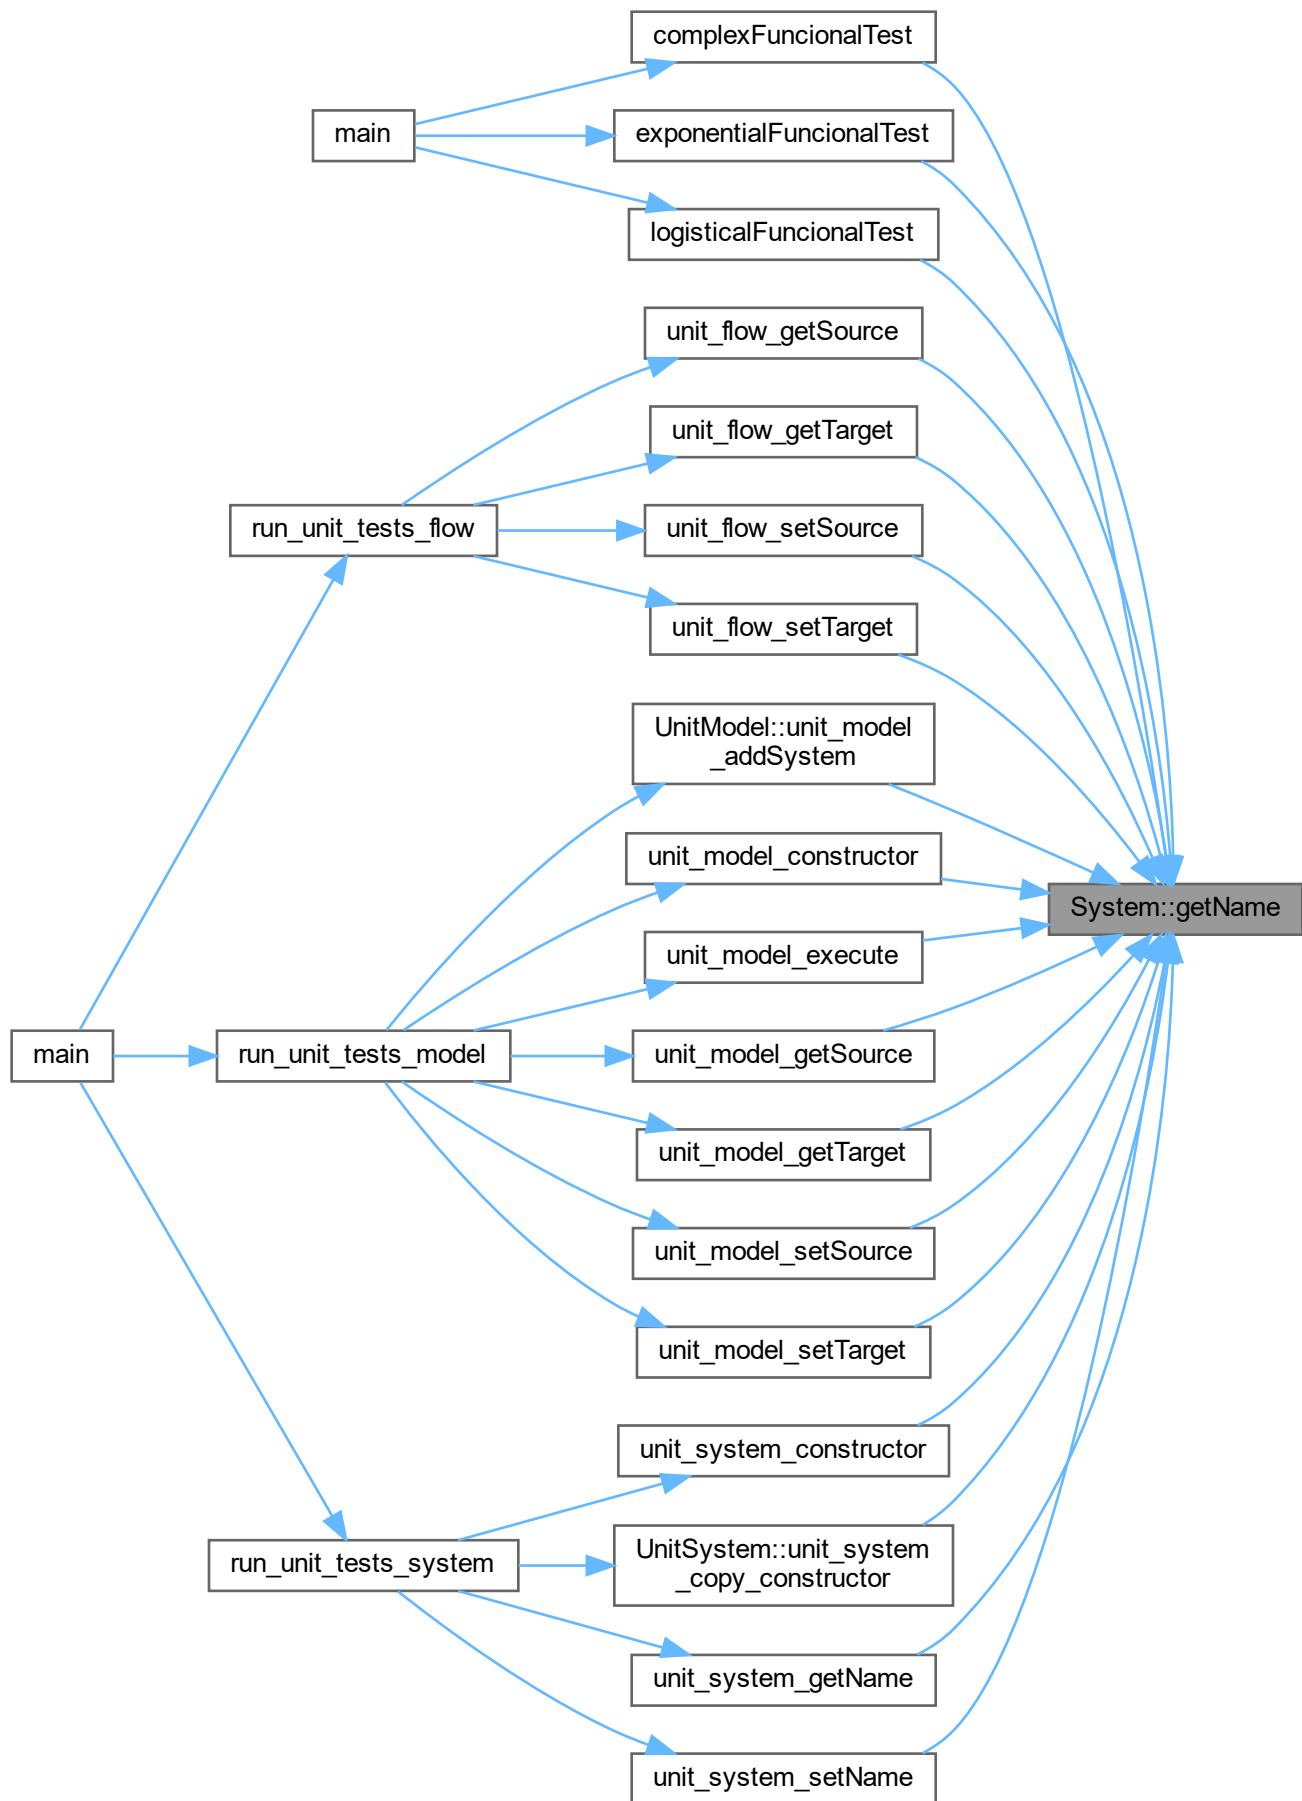 complexFuncionalTest
main
exponentialFuncionalTest
logisticalFuncionalTest
unit_flow_getSource
unit_flow_getTarget
run_unit_tests_flow
unit_flow_setSource
unit_flow_setTarget
UnitModel::unit_model
_addSystem
unit_model_constructor
System::getName
unit_model_execute
main
run_unit_tests_model
unit_model_getSource
unit_model_getTarget
unit_model_setSource
unit_model_setTarget
unit_system_constructor
run_unit_tests_system
UnitSystem::unit_system
_copy_constructor
unit_system_getName
unit_system_setName